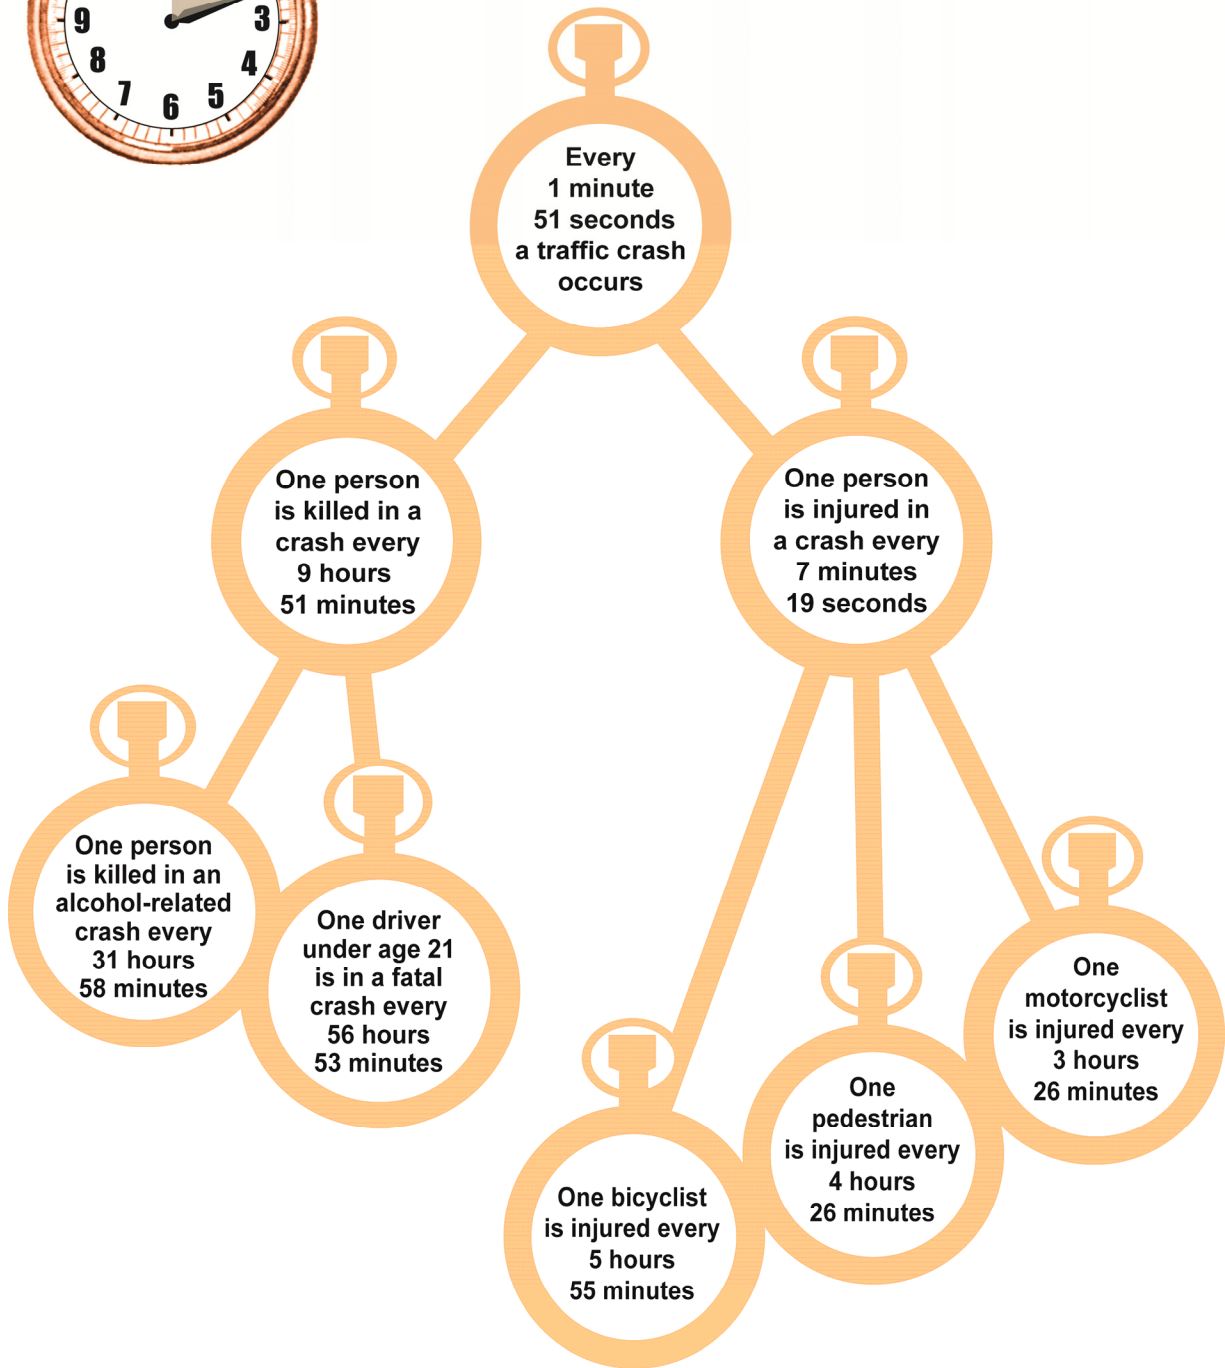 9
3
8
4
7
5
6
Every
1 minute
51 seconds
a traffic crash
occurs
One person
is killed in a
crash every
9 hours
51 minutes
One person
is injured in
a crash every
7 minutes
19 seconds
One person
is killed in an
alcohol-related
crash every
31 hours
58 minutes
One driver
under age 21
is in a fatal
crash every
56 hours
53 minutes
One bicyclist
is injured every
5 hours
55 minutes
One
pedestrian
is injured every
4 hours
26 minutes
One
motorcyclist
is injured every
3 hours
26 minutes